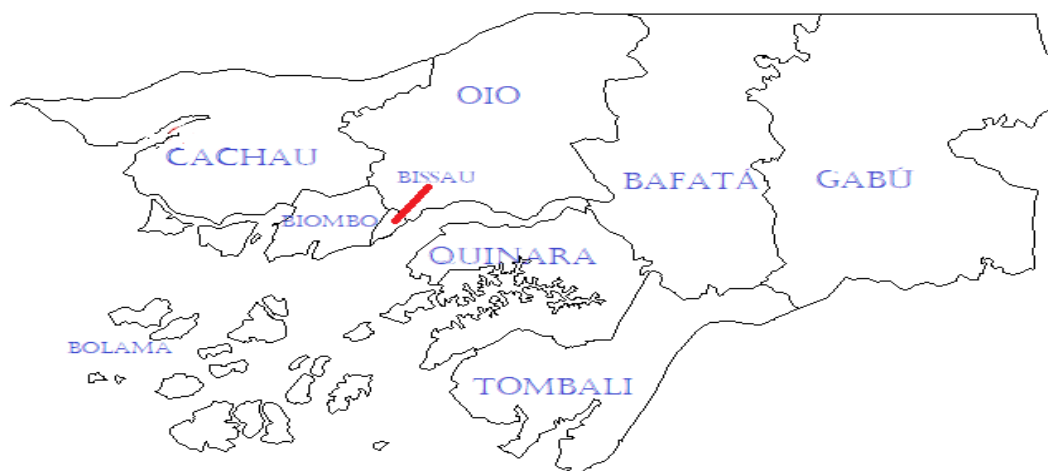 OIO
CACHAU
BISSAU
BAFATÁ
GABÚ
BIOMBO
QUINARA
BOLAMA
TOMBALI